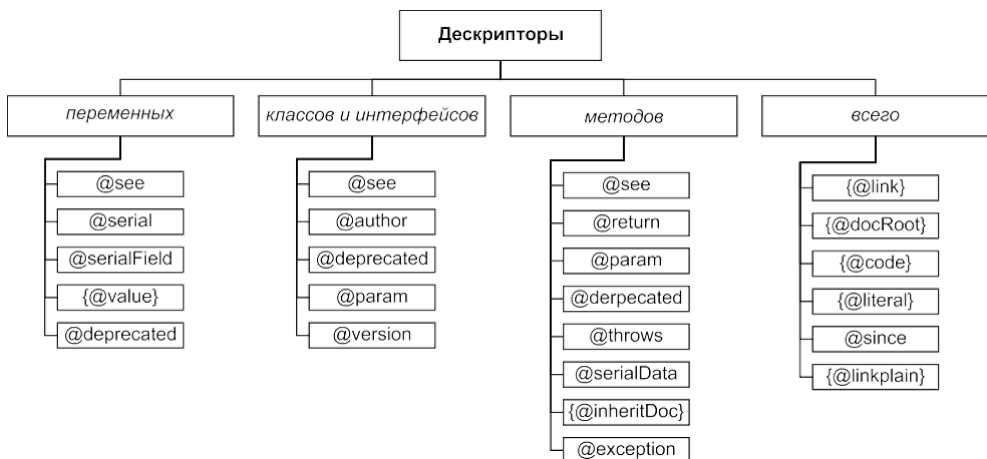 Дескрипторы
переменных
@see
@serial
@serialField
{@value}
@deprecated
классов и интерфейсов
@see
@author
@deprecated
@param
@version
методов
@see
@return
@param
@derpecated
@throws
@serialData
{@inheritDoc}
@exception
всего
{@link}
{@docRoot}
{@code}
{@literal}
@since
{@linkplain}